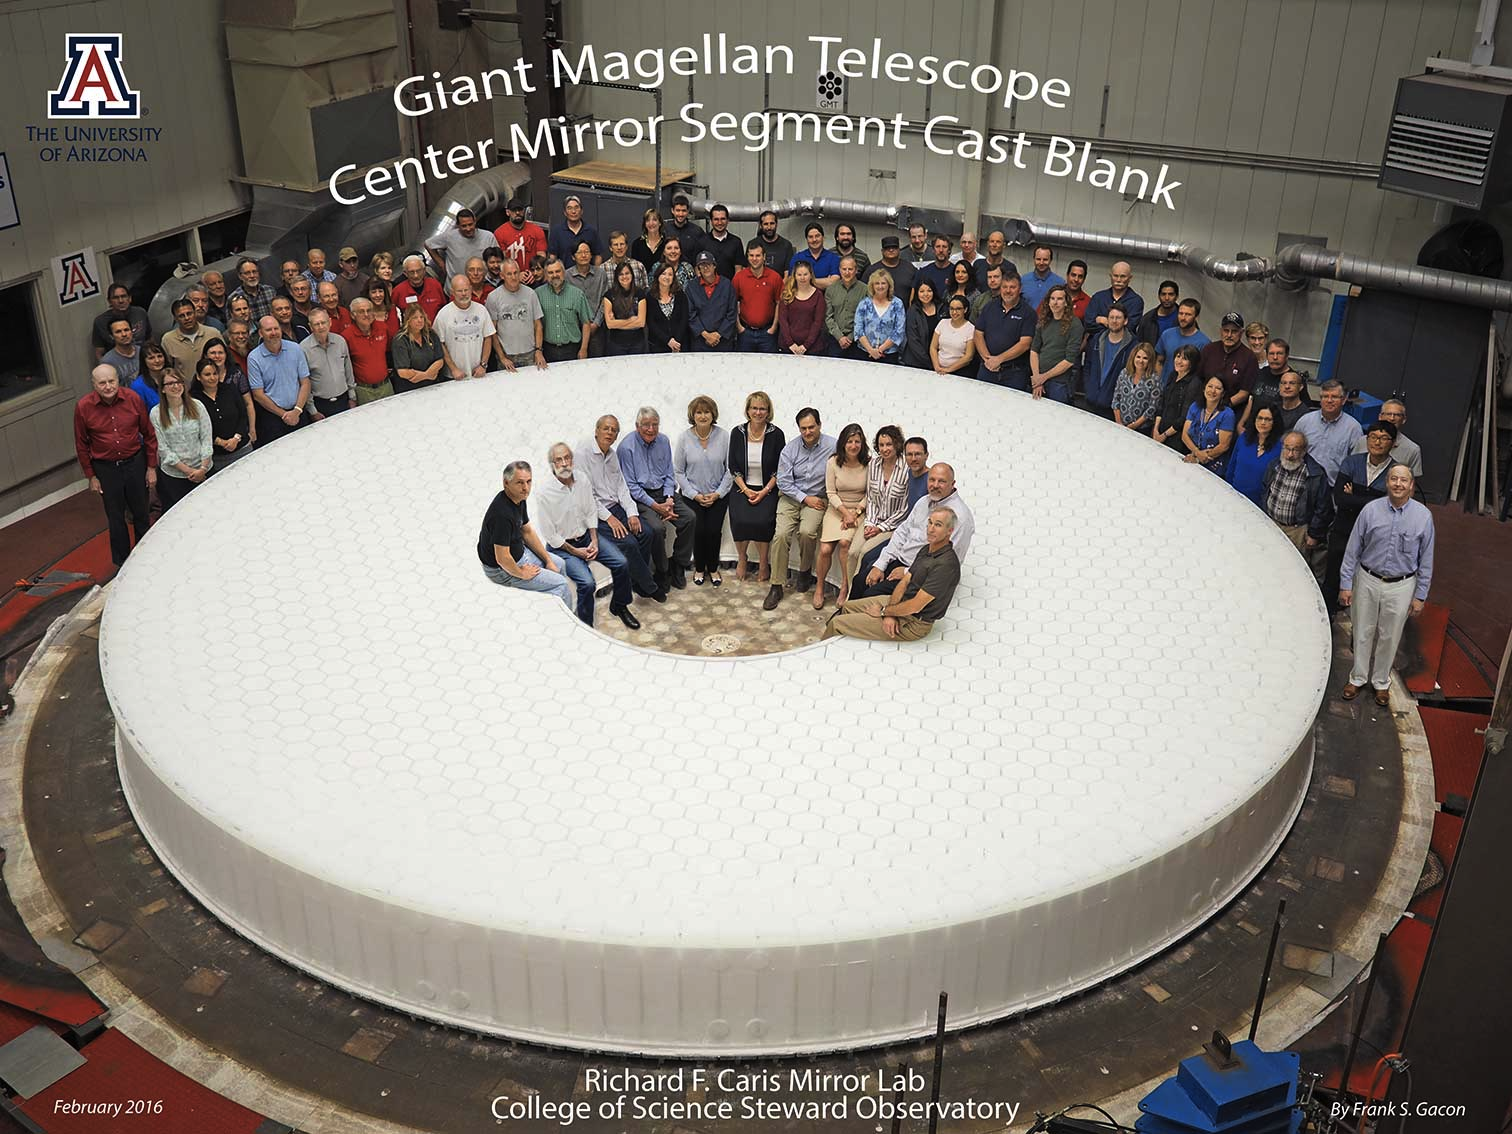 Giant Magellan Telescope
Center Mirror Segment Cast Blank
GMT
A
THE UNIVERSITY
OF ARIZONA
A
Richard F. Caris Mirror Lab
College of Science Steward Observatory
February 2016
By Frank S. Gacon